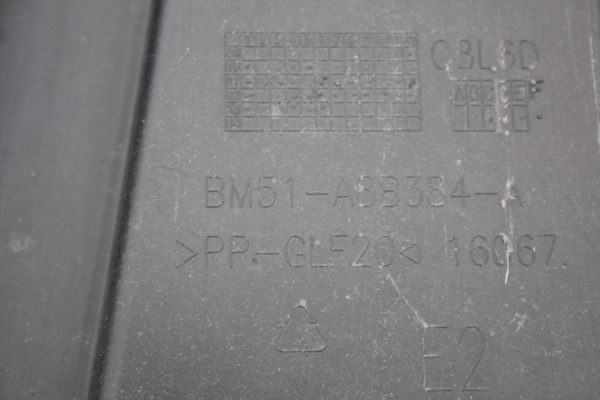 C8L6D
A B C D E F
BM51-A8B384-A
>PP.-GLF20< 16067.
E2